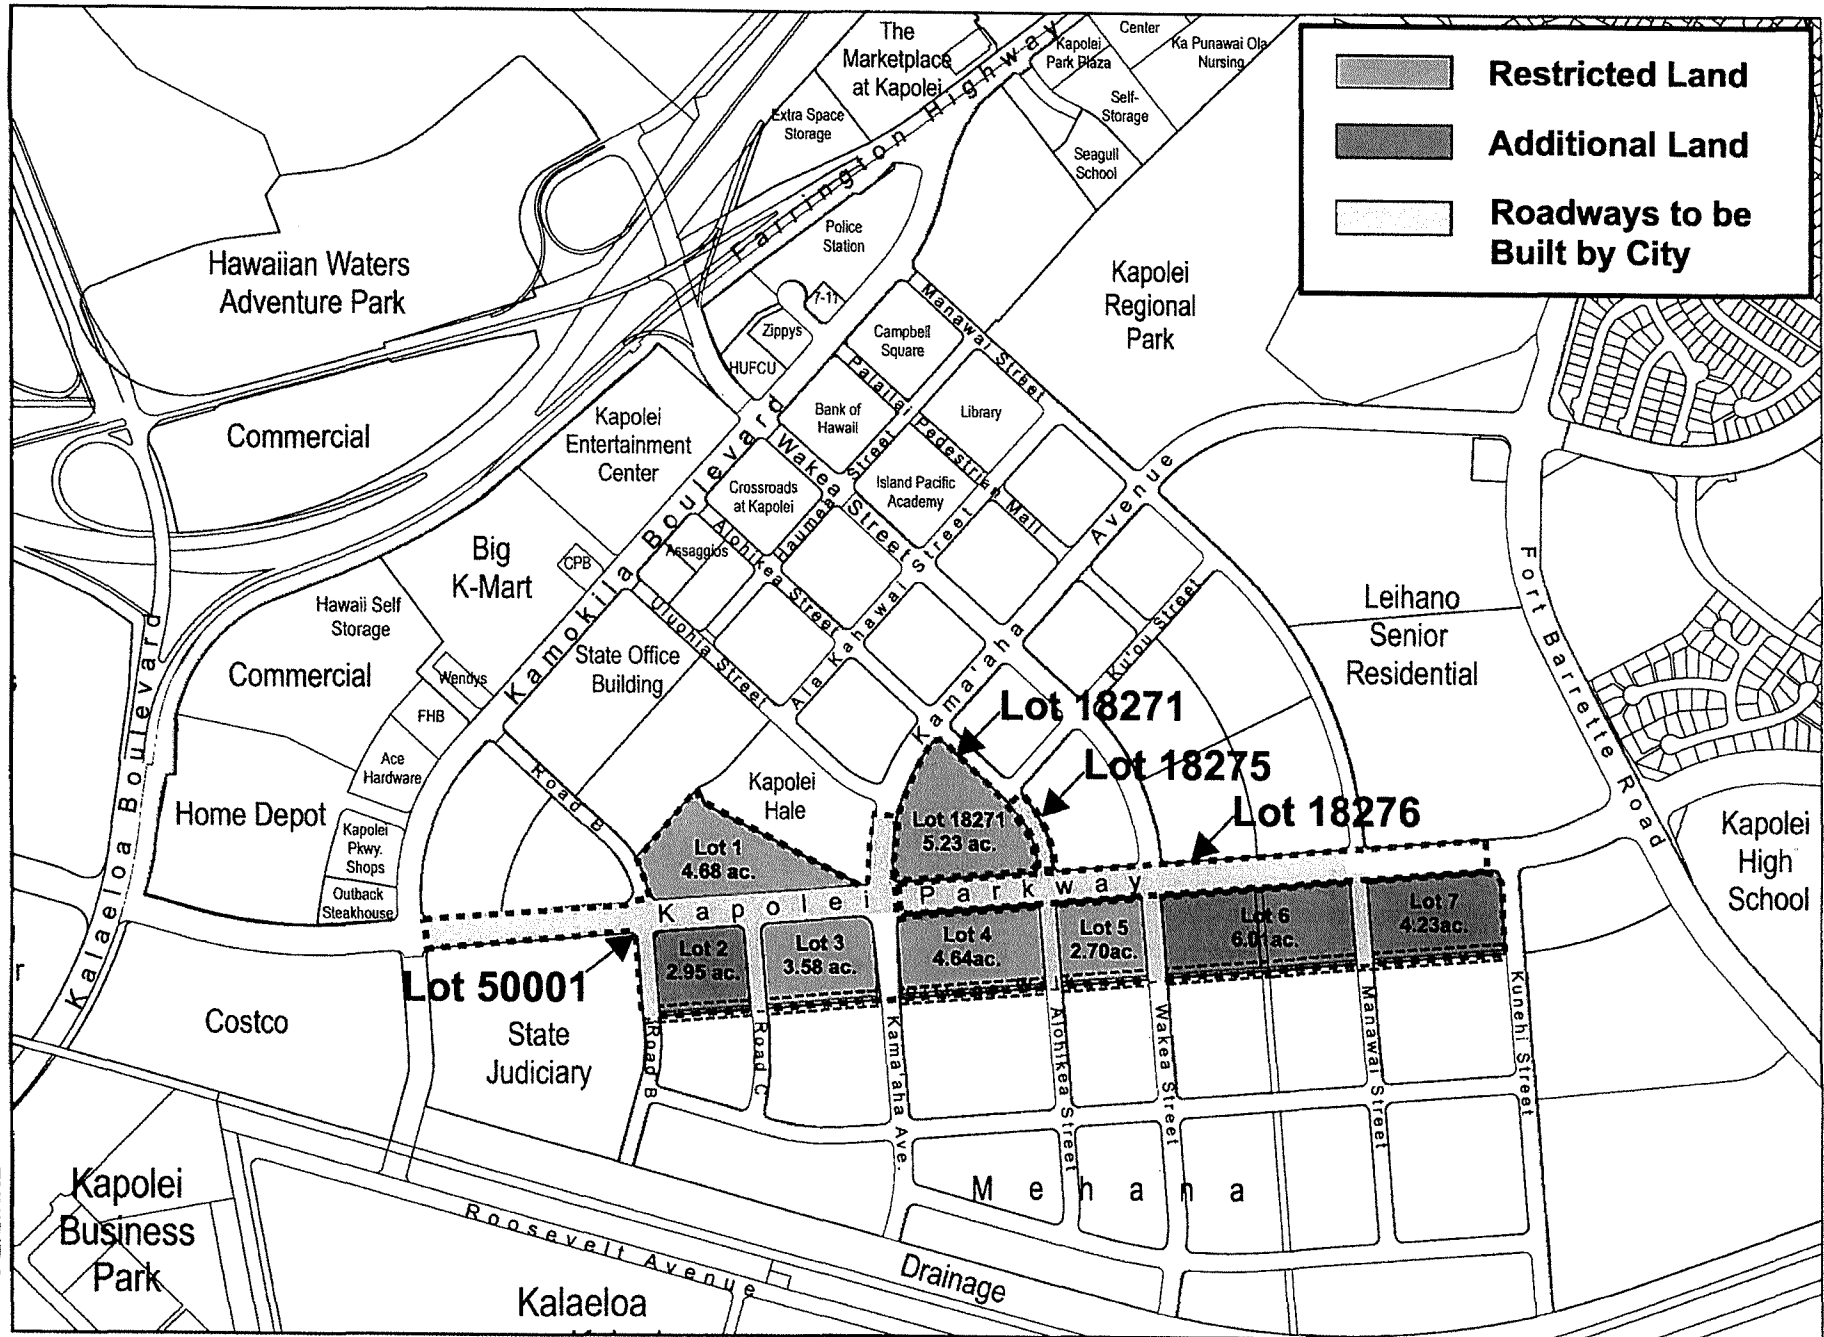 The
Marketplace
at Kapolei
Center
Kapolei
Park Plaza
Ka Punawai Ola
Nursing
Self-
Storage
Seagull
School
Extra Space
Storage
Farrington Highway
Restricted Land
Additional Land
Roadways to be
Built by City
Police
Station
7-11
Zippys
HUFCU
Hawaiian Waters
Adventure Park
Kapolei
Regional
Park
Manawai Street
Campbell
Square
Palailai
Pedestrian Mall
Library
Bank of
Hawaii
Commercial
Kapolei
Entertainment
Center
Kamokila Boulevard
Wakea Street
Haumea Street
Crossroads
at Kapolei
Island Pacific
Academy
Big
K-Mart
CPB
Assaggios
Alohikea Street
Uluohia Street
Ala Kahawai Street
Kama'aha Avenue
Ku'ou Street
Leihano
Senior
Residential
Fort Barrette Road
Hawaii Self
Storage
Commercial
Wendys
FHB
Ace
Hardware
State Office
Building
Kalaeloa Boulevard
Home Depot
Kapolei
Pkwy.
Shops
Outback
Steakhouse
Road B
Kapolei
Hale
Lot 18271
Lot 18275
Lot 18276
Lot 18271
5.23 ac.
Lot 1
4.68 ac.
Kapolei
High
School
Kapolei Parkway
Lot 2
2.95 ac.
Lot 3
3.58 ac.
Lot 4
4.64ac.
Lot 5
2.70ac.
Lot 6
6.01ac.
Lot 7
4.23ac.
Lot 50001
r
Costco
State
Judiciary
Road B
Road C
Kama'aha Ave.
Alohikea Street
Wakea Street
Manawai Street
Kunehi Street
Mehana
Kapolei
Business
Park
Roosevelt Avenue
Drainage
Kalaeloa